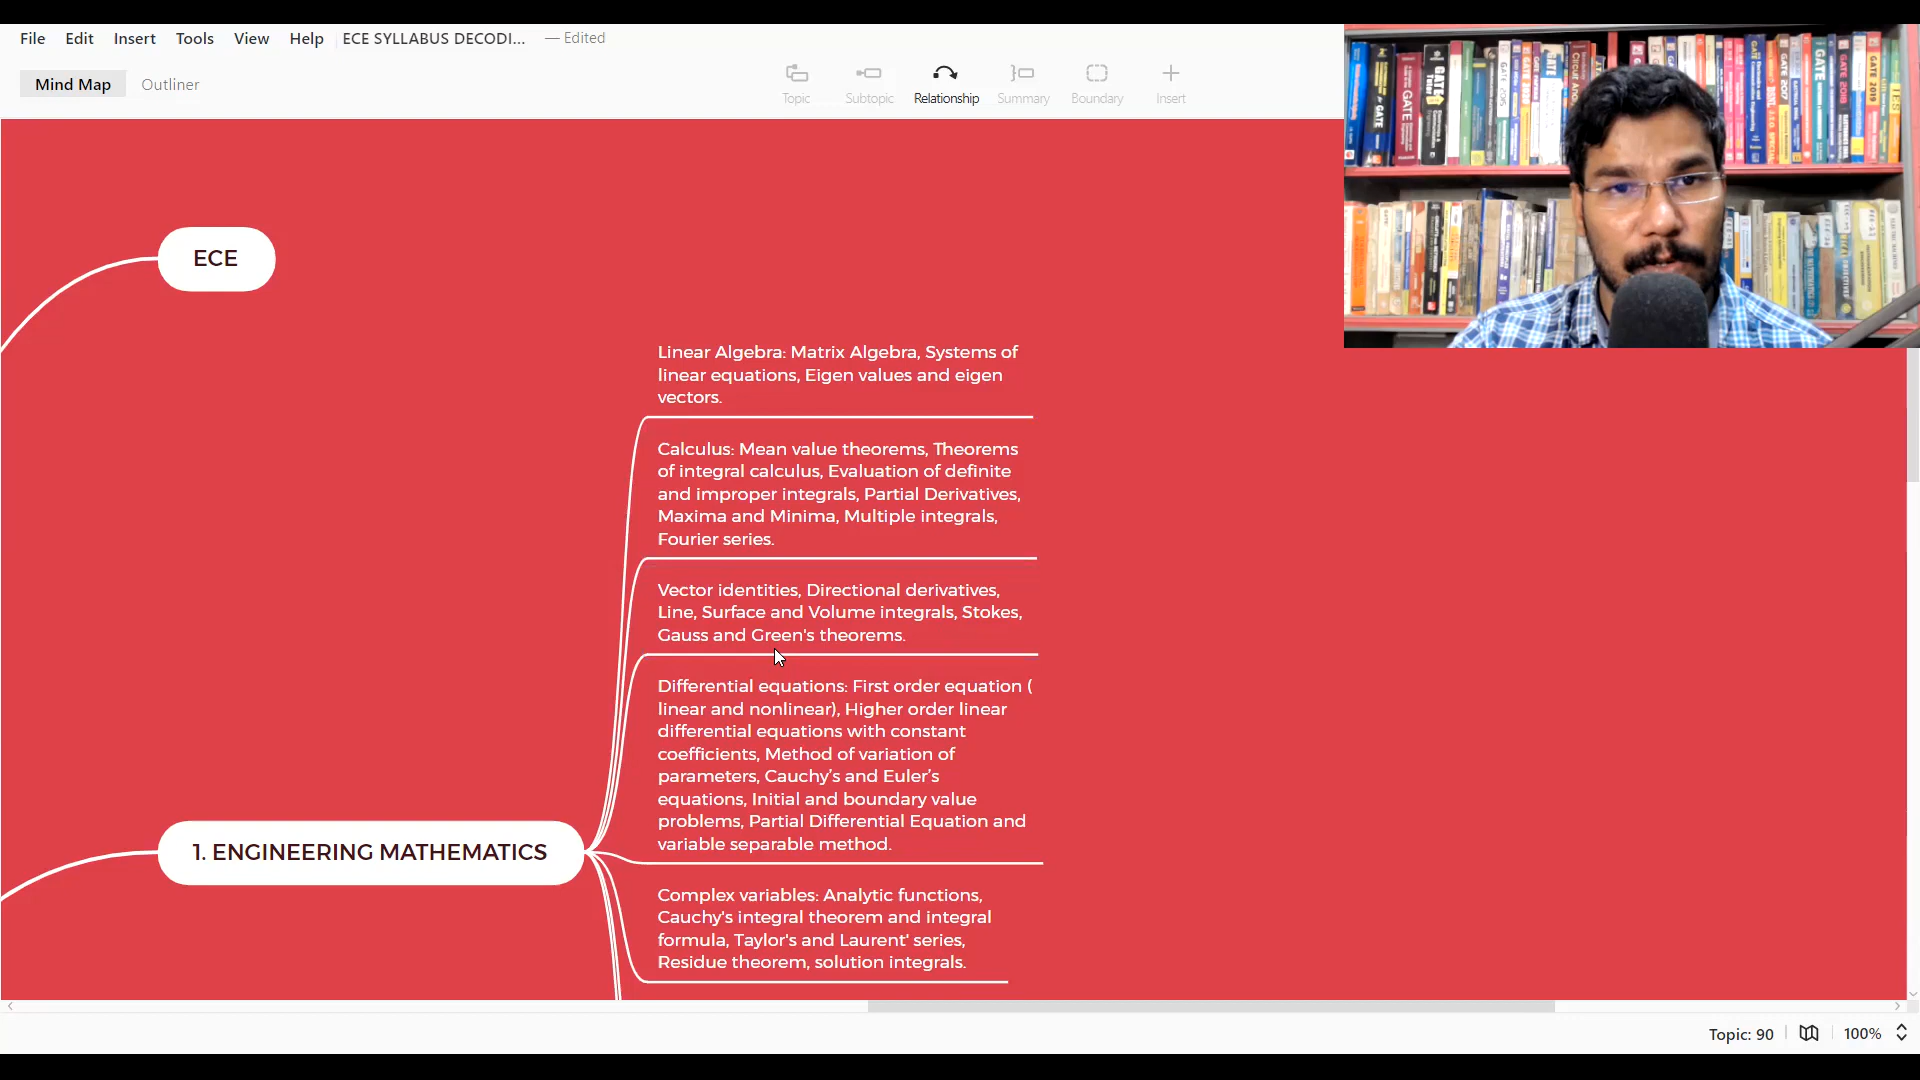 File Edit Insert Tools View Help ECE SYLLABUS DECODI... — Edited
Mind Map Outliner
Topic Subtopic Relationship Summary Boundary Insert
ECE
Linear Algebra: Matrix Algebra, Systems of
linear equations, Eigen values and eigen
vectors.
Calculus: Mean value theorems, Theorems
of integral calculus, Evaluation of definite
and improper integrals, Partial Derivatives,
Maxima and Minima, Multiple integrals,
Fourier series.
Vector identities, Directional derivatives,
Line, Surface and Volume integrals, Stokes,
Gauss and Green's theorems.
Differential equations: First order equation (
linear and nonlinear), Higher order linear
differential equations with constant
coefficients, Method of variation of
parameters, Cauchy’s and Euler’s
equations, Initial and boundary value
problems, Partial Differential Equation and
variable separable method.
1. ENGINEERING MATHEMATICS
Complex variables: Analytic functions,
Cauchy's integral theorem and integral
formula, Taylor's and Laurent' series,
Residue theorem, solution integrals.
Topic: 90
100%
GATE
GATE
GATE
GATE